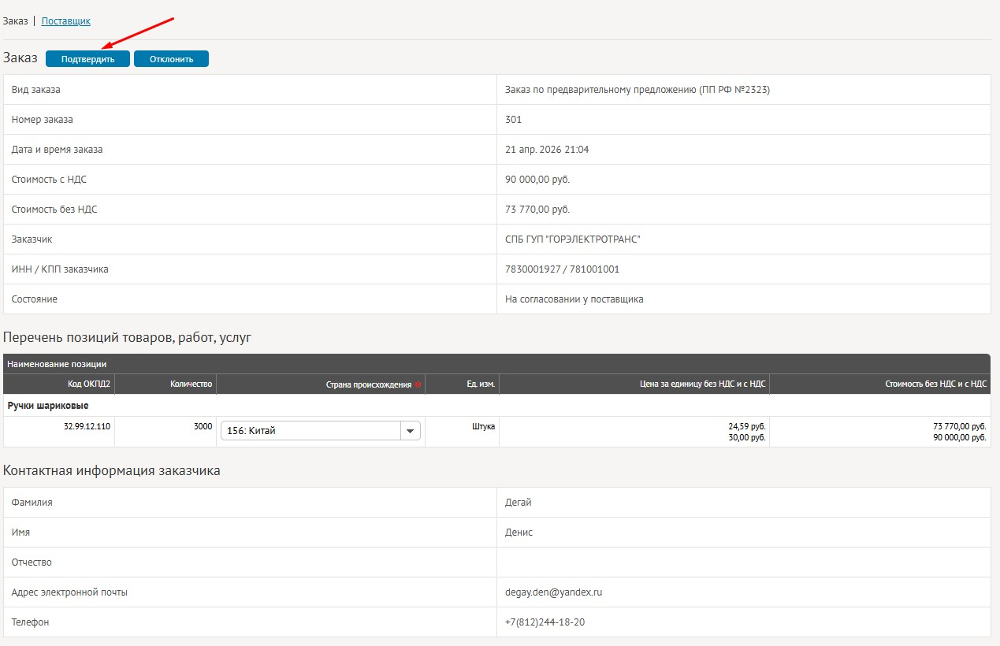 Заказ | Поставщик
Заказ Подтвердить Отклонить
Вид заказа Заказ по предварительному предложению (ПП РФ №2323)
Номер заказа 301
Дата и время заказа 21 апр. 2026 21:04
Стоимость с НДС 90 000,00 руб.
Стоимость без НДС 73 770,00 руб.
Заказчик СПБ ГУП "ГОРЭЛЕКТРОТРАНС"
ИНН / КПП заказчика 7830001927 / 781001001
Состояние На согласовании у поставщика
Перечень позиций товаров, работ, услуг
Наименование позиции
Код ОКПД2 Количество Страна происхождения Ед. изм. Цена за единицу без НДС и с НДС Стоимость без НДС и с НДС
Ручки шариковые
32.99.12.110 3000 156: Китай Штука 24,59 руб. 73 770,00 руб.
30,00 руб. 90 000,00 руб.
Контактная информация заказчика
Фамилия Дегай
Имя Денис
Отчество
Адрес электронной почты degay.den@yandex.ru
Телефон +7(812)244-18-20